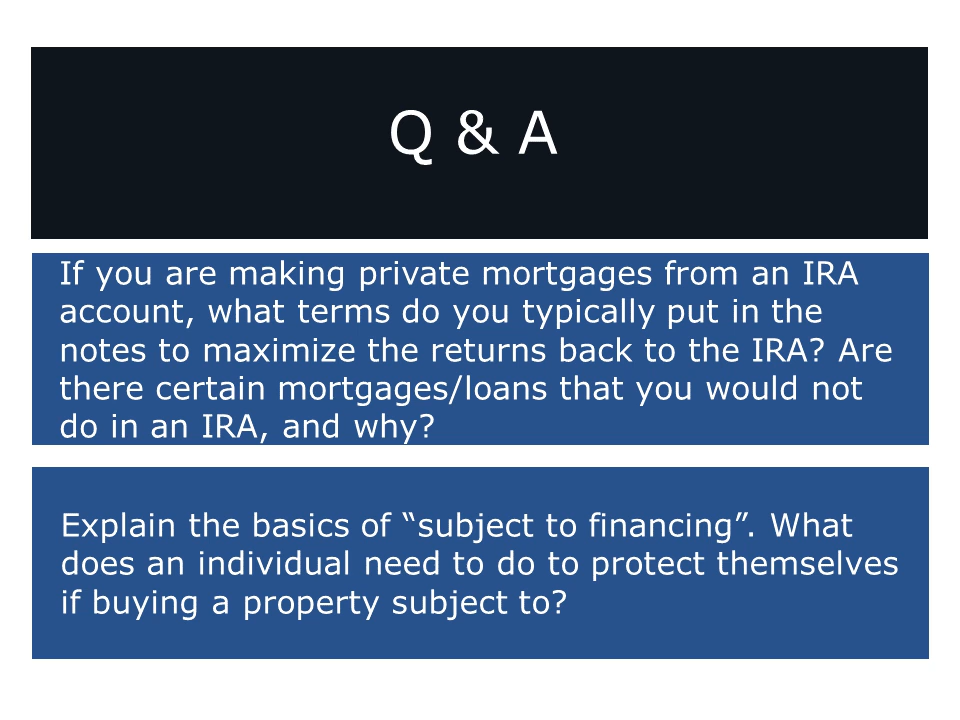 Q & A
If you are making private mortgages from an IRA
account, what terms do you typically put in the
notes to maximize the returns back to the IRA? Are
there certain mortgages/loans that you would not
do in an IRA, and why?
Explain the basics of “subject to financing”. What
does an individual need to do to protect themselves
if buying a property subject to?